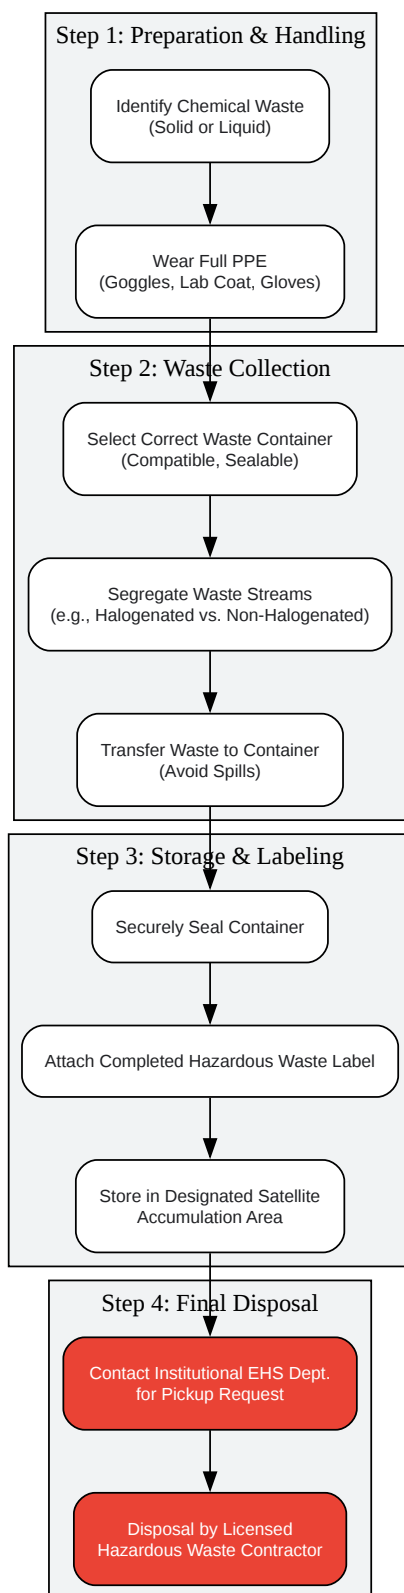 Step 1: Preparation & Handling
Identify Chemical Waste
(Solid or Liquid)
Wear Full PPE
(Goggles, Lab Coat, Gloves)
Step 2: Waste Collection
Select Correct Waste Container
(Compatible, Sealable)
Segregate Waste Streams
(e.g., Halogenated vs. Non-Halogenated)
Transfer Waste to Container
(Avoid Spills)
Step 3: Storage & Labeling
Securely Seal Container
Attach Completed Hazardous Waste Label
Store in Designated Satellite
Accumulation Area
Step 4: Final Disposal
Contact Institutional EHS Dept.
for Pickup Request
Disposal by Licensed
Hazardous Waste Contractor